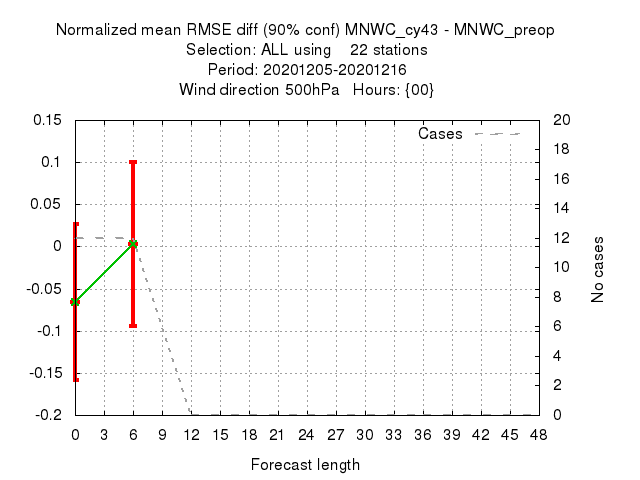 Normalized mean RMSE diff (90% conf) MNWC_cy43 - MNWC_preop
Selection: ALL using 22 stations
Period: 20201205-20201216
Wind direction 500hPa Hours: {00}
Cases
0.15
0.1
0.05
0
-0.05
-0.1
-0.15
-0.2
20
18
16
14
12
10
8
6
4
2
0
No cases
0 3 6 9 12 15 18 21 24 27 30 33 36 39 42 45 48
Forecast length